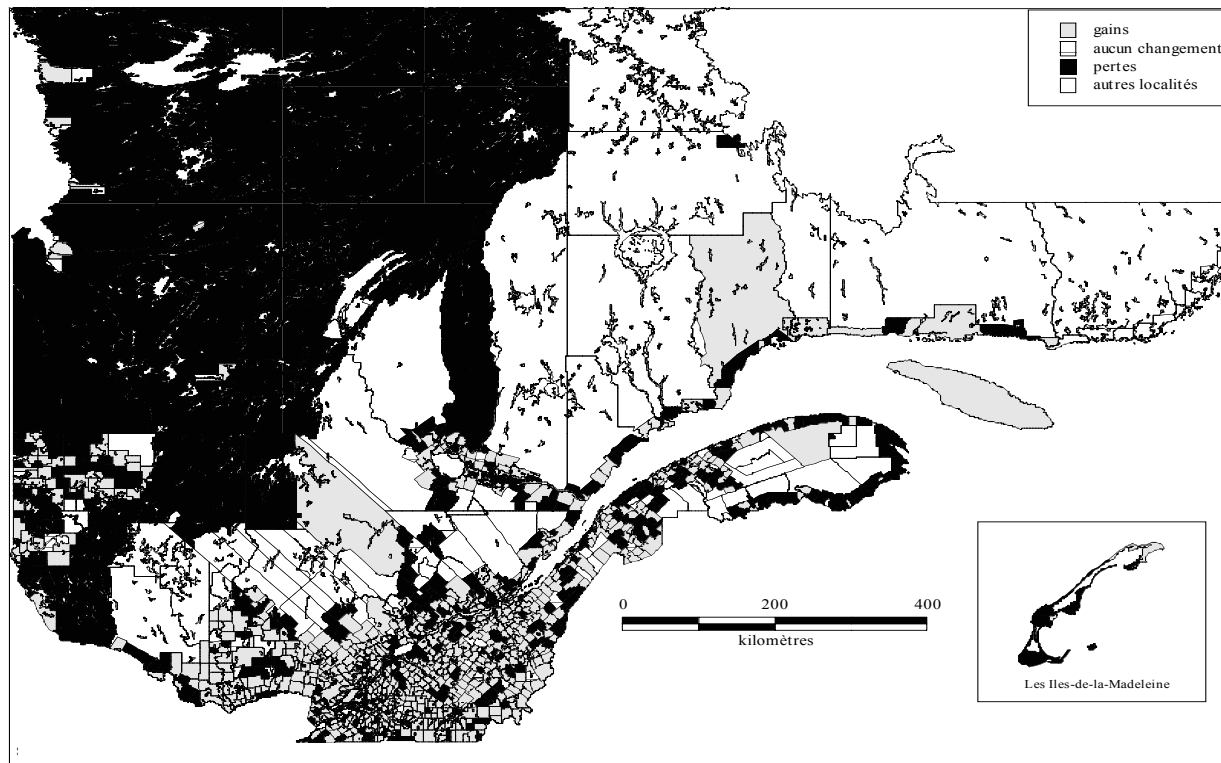 gains
aucun changement
pertes
autres localités
0 200 400
kilomètres
Les Iles-de-la-Madeleine